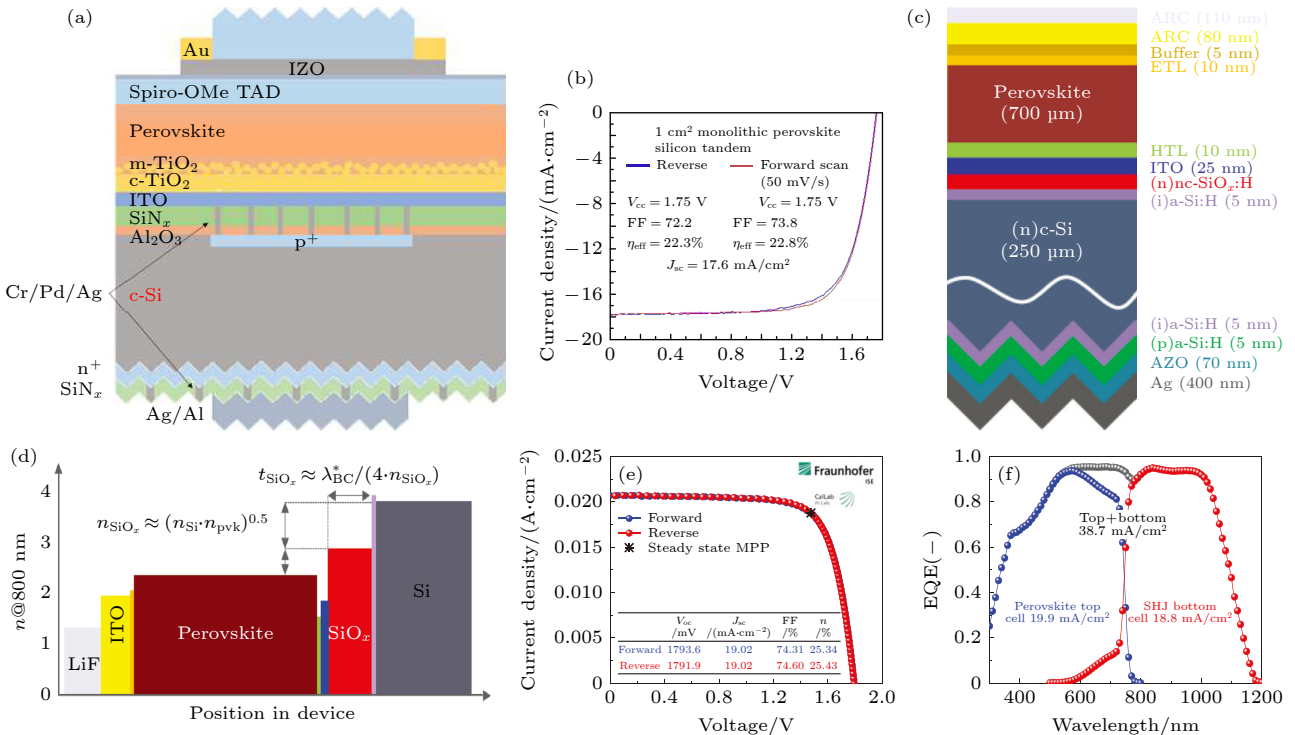 (a)
Au
IZO
Spiro-OMe TAD
Perovskite
m-TiO₂
c-TiO₂
ITO
SiNₓ
Al₂O₃
p⁺
Cr/Pd/Ag
c-Si
n⁺
SiNₓ
Ag/Al
(b)
Current density/(mA·cm⁻²)
0
−4
−8
−12
−16
−20
1 cm² monolithic perovskite
silicon tandem
Reverse
Forward scan
(50 mV/s)
Vcc = 1.75 V
Vcc = 1.75 V
FF = 72.2
FF = 73.8
ηeff = 22.3%
ηeff = 22.8%
Jsc = 17.6 mA/cm²
0
0.4
0.8
1.2
1.6
Voltage/V
(c)
ARC (110 nm)
ARC (80 nm)
Buffer (5 nm)
ETL (10 nm)
Perovskite
(700 µm)
HTL (10 nm)
ITO (25 nm)
(n)nc-SiOₓ:H
(i)a-Si:H (5 nm)
(n)c-Si
(250 µm)
(i)a-Si:H (5 nm)
(p)a-Si:H (5 nm)
AZO (70 nm)
Ag (400 nm)
(d)
n@800 nm
4
3
2
1
0
tSiOₓ ≈ λ*BC/(4·nSiOₓ)
nSiOₓ ≈ (nSi·npvk)⁰·⁵
LiF
ITO
Perovskite
SiOₓ
Si
Position in device
(e)
Fraunhofer
ISE
CalLab
PV Cells
Current density/(A·cm⁻²)
0.025
0.020
0.015
0.010
0.005
0
Forward
Reverse
Steady state MPP
Voc Jsc FF n
/mV /(mA·cm⁻²) /% /%
Forward 1793.6 19.02 74.31 25.34
Reverse 1791.9 19.02 74.60 25.43
0
0.4
0.8
1.2
1.6
2.0
Voltage/V
(f)
EQE(−)
1.0
0.8
0.6
0.4
0.2
0
Top+bottom
38.7 mA/cm²
Perovskite top
cell 19.9 mA/cm²
SHJ bottom
cell 18.8 mA/cm²
400
600
800
1000
1200
Wavelength/nm